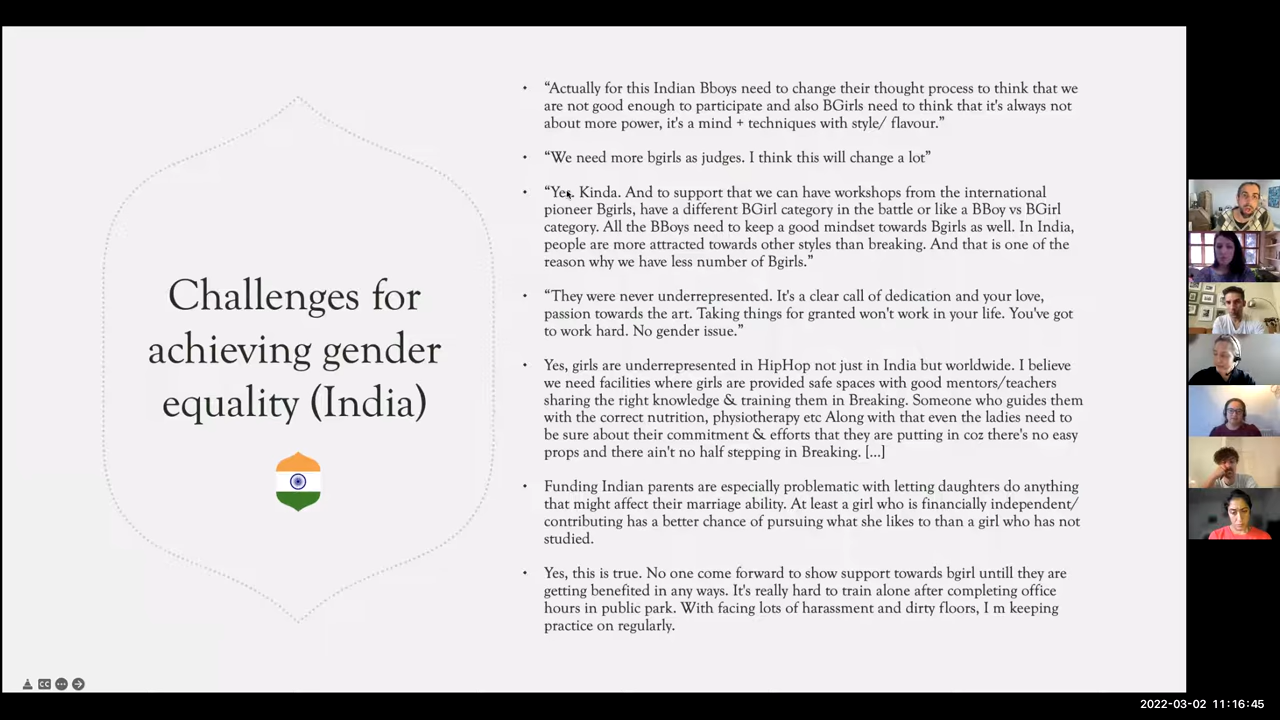 Challenges for
achieving gender
equality (India)
• “Actually for this Indian Bboys need to change their thought process to think that we
are not good enough to participate and also BGirls need to think that it's always not
about more power, it's a mind + techniques with style/ flavour.”
• “We need more bgirls as judges. I think this will change a lot”
• “Yes. Kinda. And to support that we can have workshops from the international
pioneer Bgirls, have a different BGirl category in the battle or like a BBoy vs BGirl
category. All the BBoys need to keep a good mindset towards Bgirls as well. In India,
people are more attracted towards other styles than breaking. And that is one of the
reason why we have less number of Bgirls.”
• “They were never underrepresented. It's a clear call of dedication and your love,
passion towards the art. Taking things for granted won't work in your life. You've got
to work hard. No gender issue.”
• Yes, girls are underrepresented in HipHop not just in India but worldwide. I believe
we need facilities where girls are provided safe spaces with good mentors/teachers
sharing the right knowledge & training them in Breaking. Someone who guides them
with the correct nutrition, physiotherapy etc Along with that even the ladies need to
be sure about their commitment & efforts that they are putting in coz there's no easy
props and there ain't no half stepping in Breaking. [...]
• Funding Indian parents are especially problematic with letting daughters do anything
that might affect their marriage ability. At least a girl who is financially independent/
contributing has a better chance of pursuing what she likes to than a girl who has not
studied.
• Yes, this is true. No one come forward to show support towards bgirl untill they are
getting benefited in any ways. It's really hard to train alone after completing office
hours in public park. With facing lots of harassment and dirty floors, I m keeping
practice on regularly.
CC
2022-03-02 11:16:45